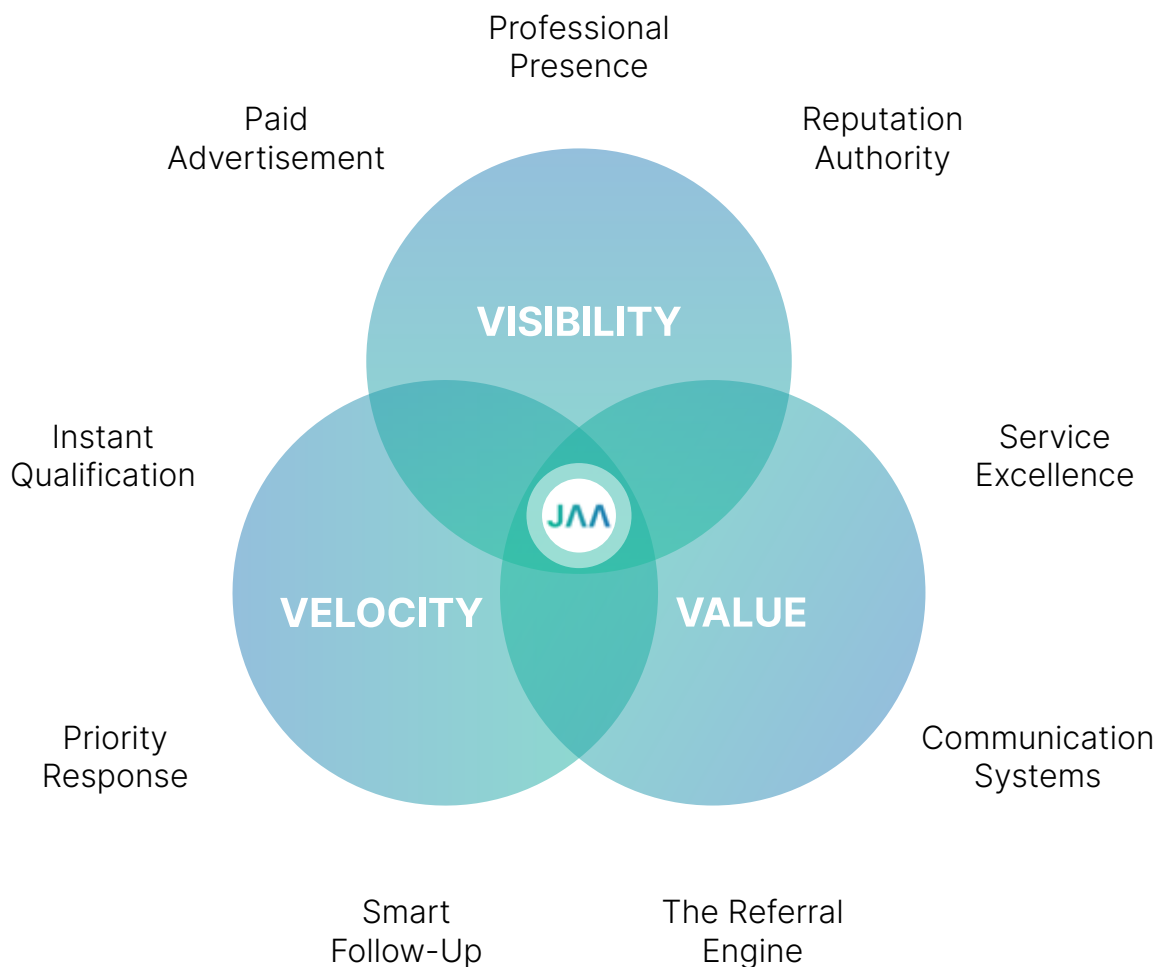 Professional
Presence
Paid
Advertisement
Reputation
Authority
VISIBILITY
Instant
Qualification
Service
Excellence
JAA
VELOCITY
VALUE
Priority
Response
Communication
Systems
Smart
Follow-Up
The Referral
Engine